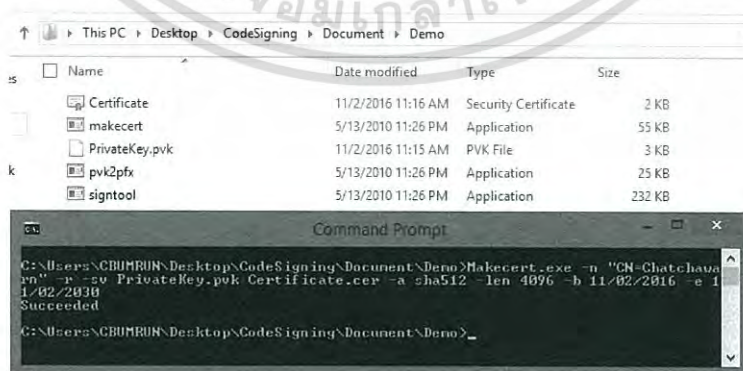 This PC ▸ Desktop ▸ CodeSigning ▸ Document ▸ Demo
Name Date modified Type Size
Certificate 11/2/2016 11:16 AM Security Certificate 2 KB
makecert 5/13/2010 11:26 PM Application 55 KB
PrivateKey.pvk 11/2/2016 11:15 AM PVK File 3 KB
pvk2pfx 5/13/2010 11:26 PM Application 25 KB
signtool 5/13/2010 11:26 PM Application 232 KB
Command Prompt
C:\Users\CBUMRUN\Desktop\CodeSigning\Document\Demo>Makecert.exe -n "CN=Chatchawa
rn" -r -sv PrivateKey.pvk Certificate.cer -a sha512 -len 4096 -b 11/02/2016 -e 1
1/02/2030
Succeeded
C:\Users\CBUMRUN\Desktop\CodeSigning\Document\Demo>_